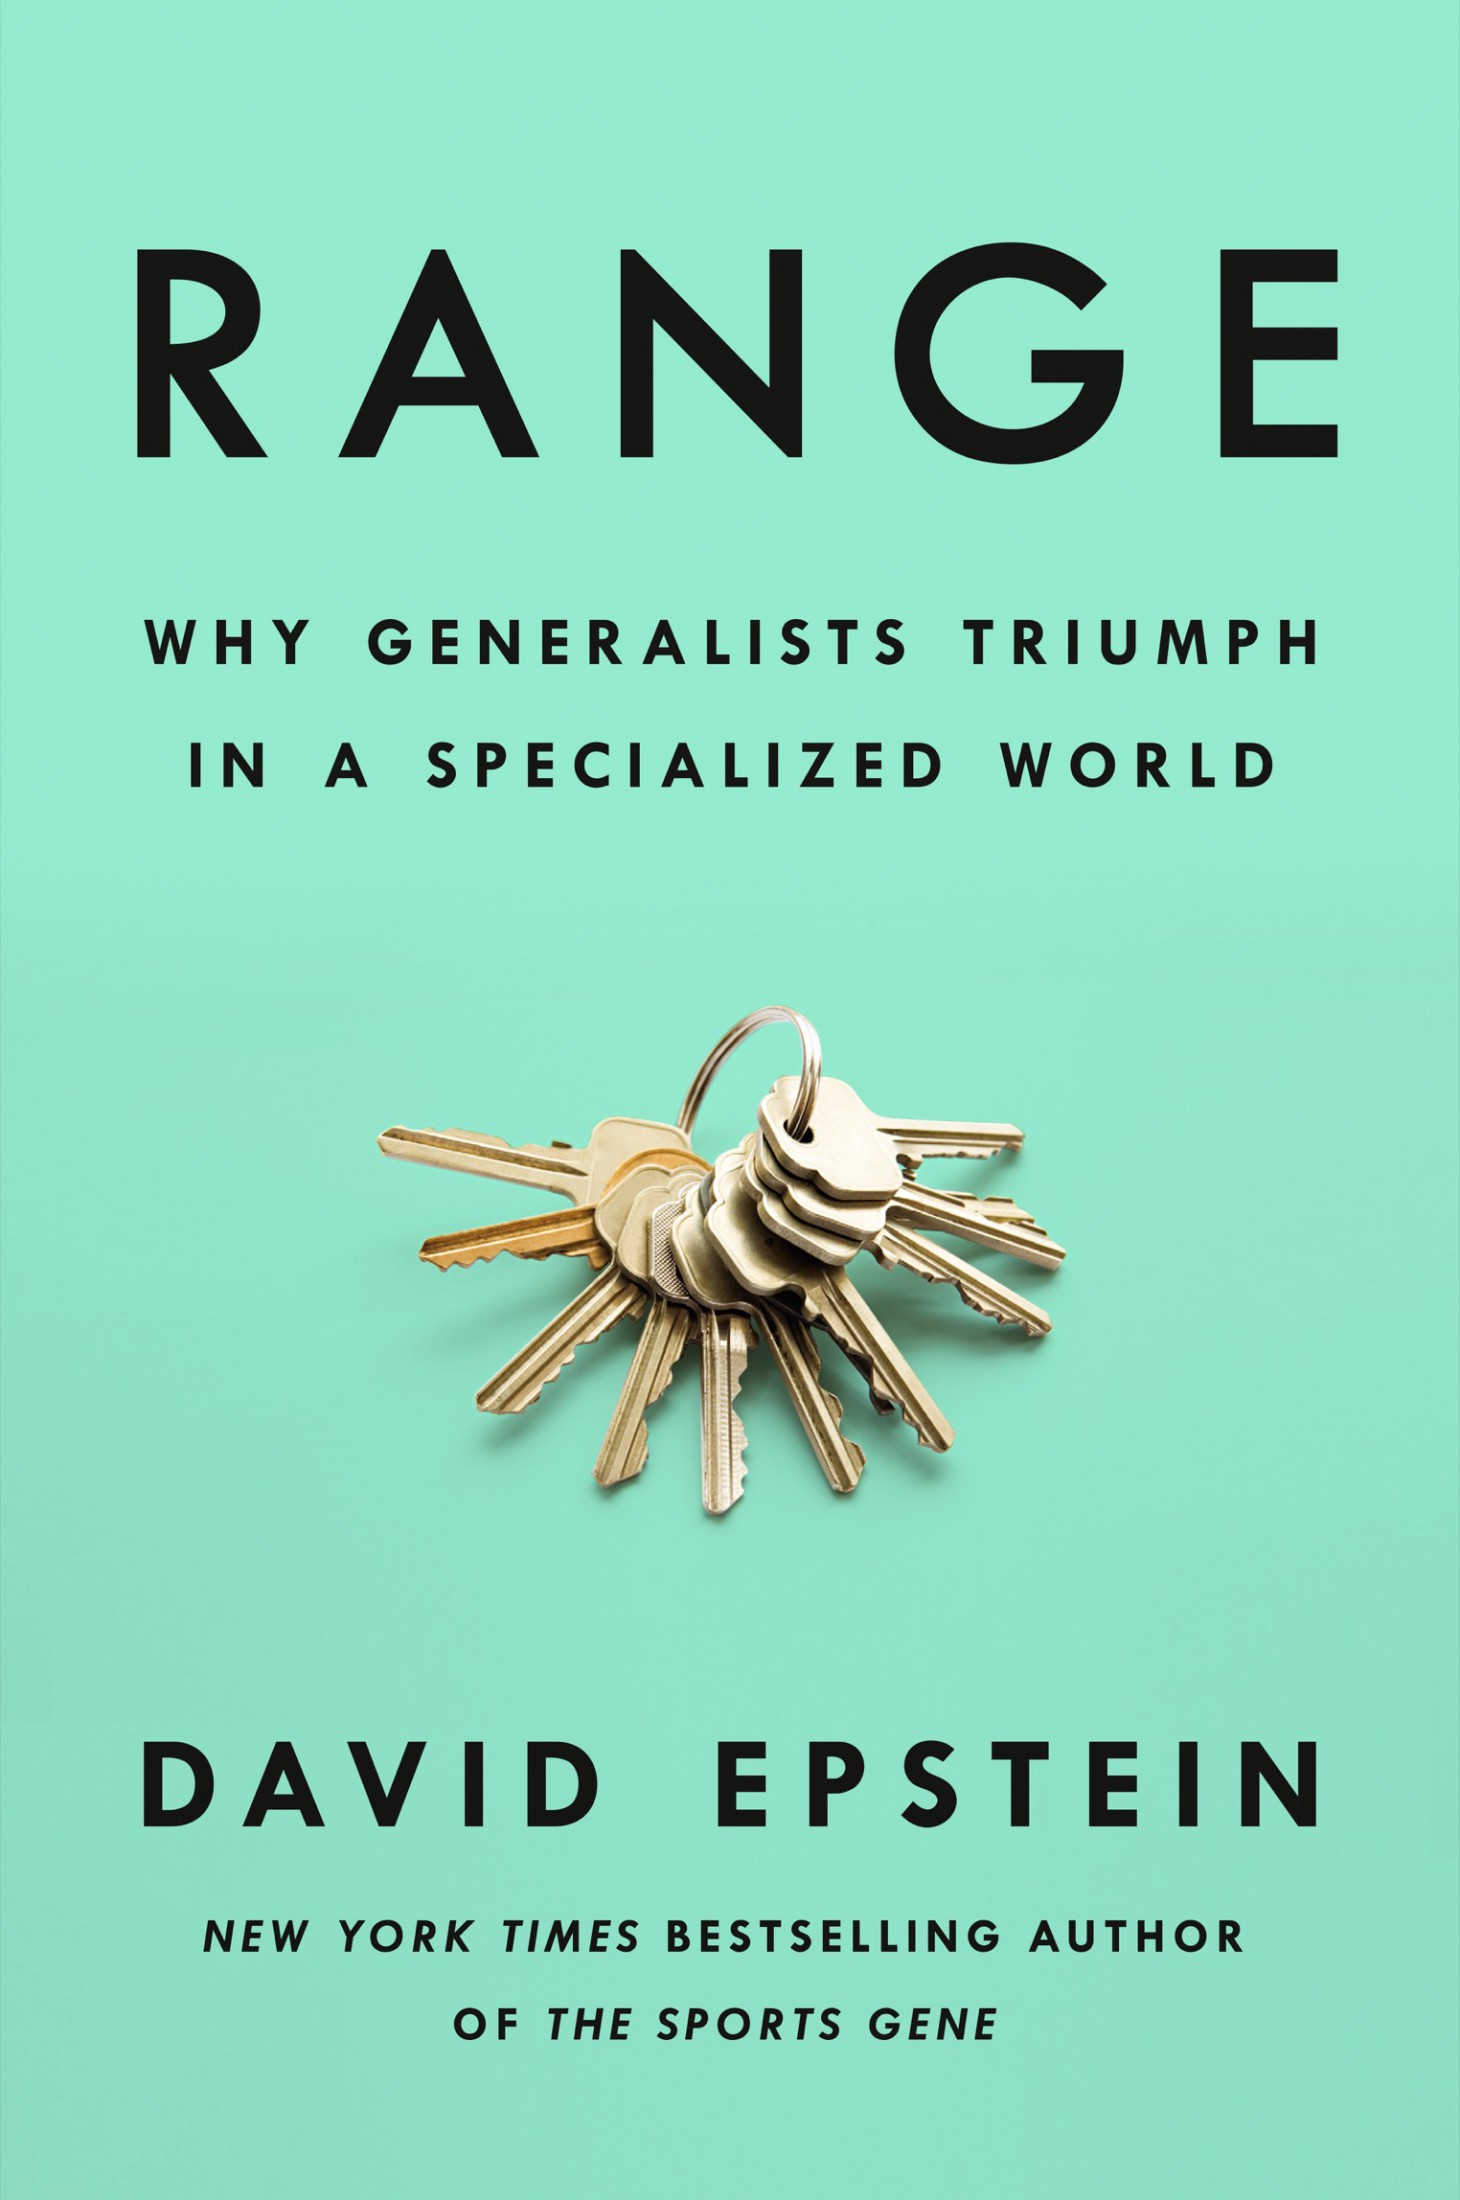 RANGE
WHY GENERALISTS TRIUMPH
IN A SPECIALIZED WORLD
DAVID EPSTEIN
NEW YORK TIMES BESTSELLING AUTHOR
OF THE SPORTS GENE